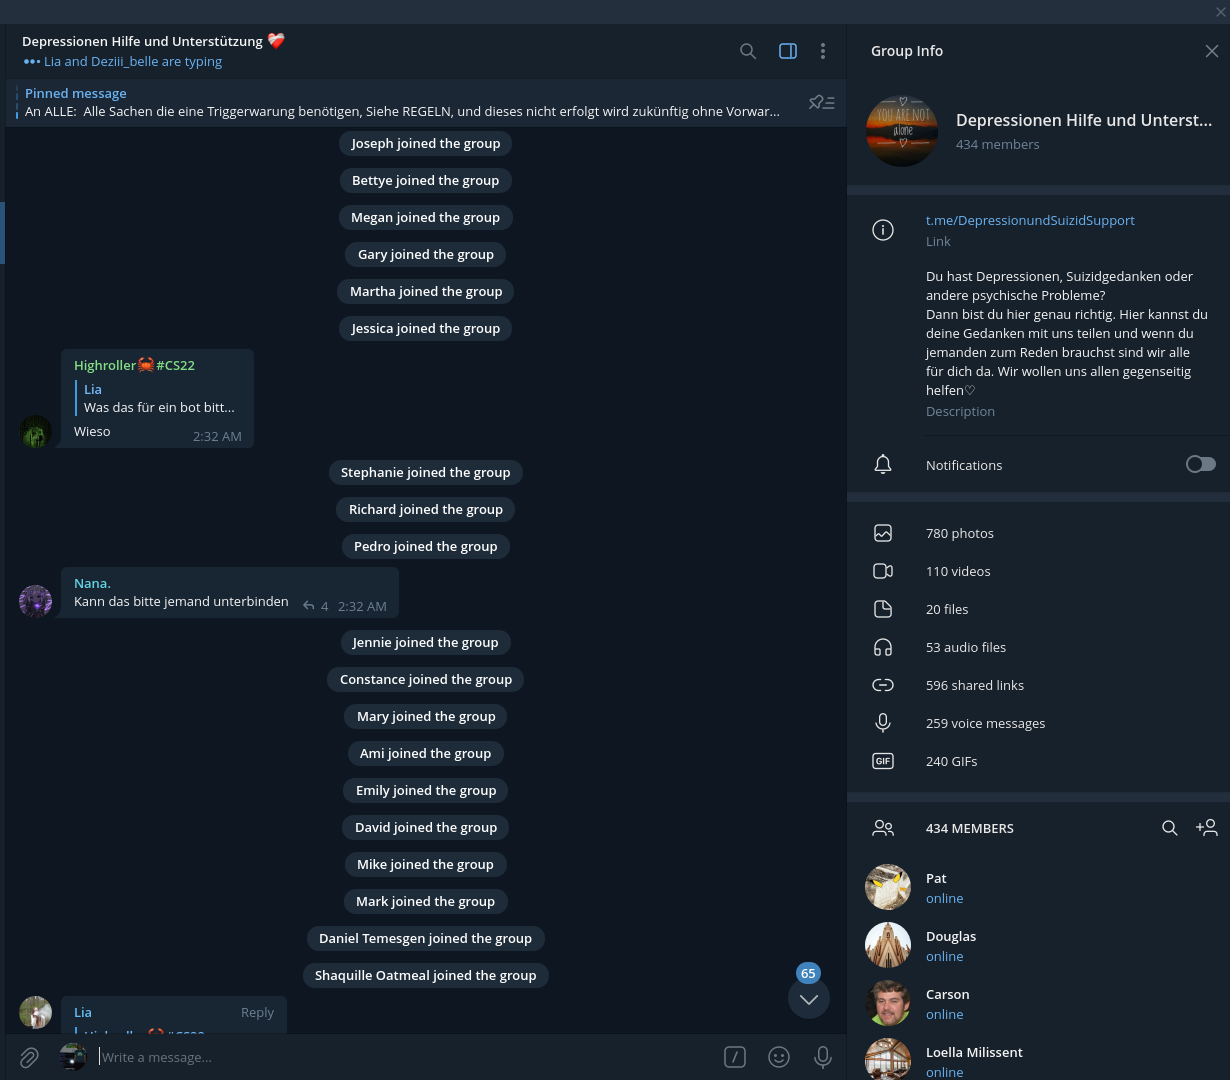 Depressionen Hilfe und Unterstützung ❤️‍🩹
Lia and Deziii_belle are typing
Pinned message
An ALLE: Alle Sachen die eine Triggerwarung benötigen, Siehe REGELN, und dieses nicht erfolgt wird zukünftig ohne Vorwar...
Joseph joined the group
Bettye joined the group
Megan joined the group
Gary joined the group
Martha joined the group
Jessica joined the group
Highroller🦀#CS22
Lia
Was das für ein bot bitt...
Wieso
2:32 AM
Stephanie joined the group
Richard joined the group
Pedro joined the group
Nana.
Kann das bitte jemand unterbinden
4 2:32 AM
Jennie joined the group
Constance joined the group
Mary joined the group
Ami joined the group
Emily joined the group
David joined the group
Mike joined the group
Mark joined the group
Daniel Temesgen joined the group
Shaquille Oatmeal joined the group
65
Lia
Reply
Write a message...
Group Info
YOU ARE NOT
alone
Depressionen Hilfe und Unterst...
434 members
t.me/DepressionundSuizidSupport
Link
Du hast Depressionen, Suizidgedanken oder
andere psychische Probleme?
Dann bist du hier genau richtig. Hier kannst du
deine Gedanken mit uns teilen und wenn du
jemanden zum Reden brauchst sind wir alle
für dich da. Wir wollen uns allen gegenseitig
helfen♡
Description
Notifications
780 photos
110 videos
20 files
53 audio files
596 shared links
259 voice messages
GIF
240 GIFs
434 MEMBERS
Pat
online
Douglas
online
Carson
online
Loella Milissent
online